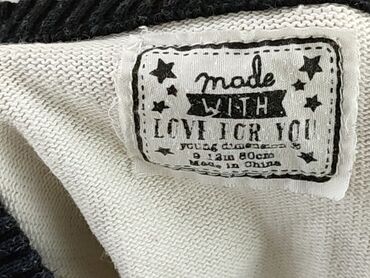 made
WITH
LOVE FOR YOU
young dimension
9-12m 80cm
Made in China